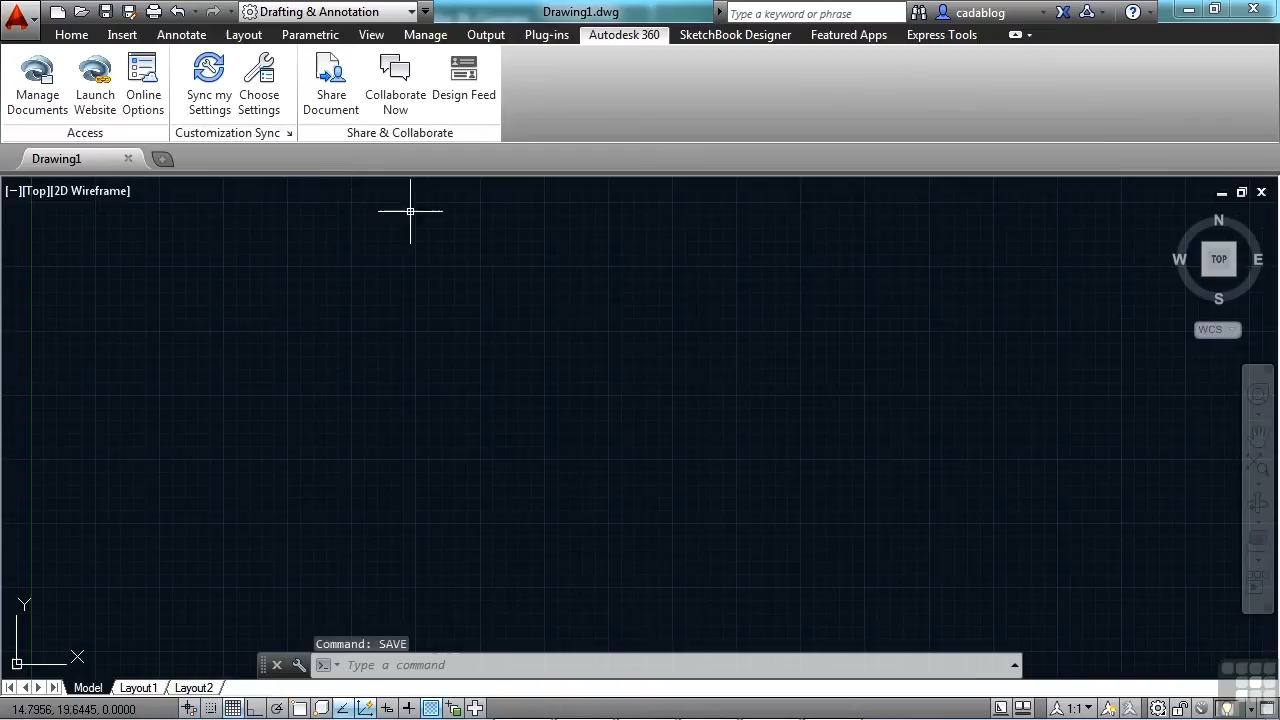 Drafting & Annotation
Drawing1.dwg
Type a keyword or phrase
cadablog
Home Insert Annotate Layout Parametric View Manage Output Plug-ins Autodesk 360 SketchBook Designer Featured Apps Express Tools
Manage Documents
Launch Website
Online Options
Sync my Settings
Choose Settings
Share Document
Collaborate Now
Design Feed
Access
Customization Sync
Share & Collaborate
Drawing1
[−][Top][2D Wireframe]
N
W
TOP
E
S
WCS
Y
X
Command: SAVE
Type a command
Model Layout1 Layout2
14.7956, 19.6445, 0.0000
1:1